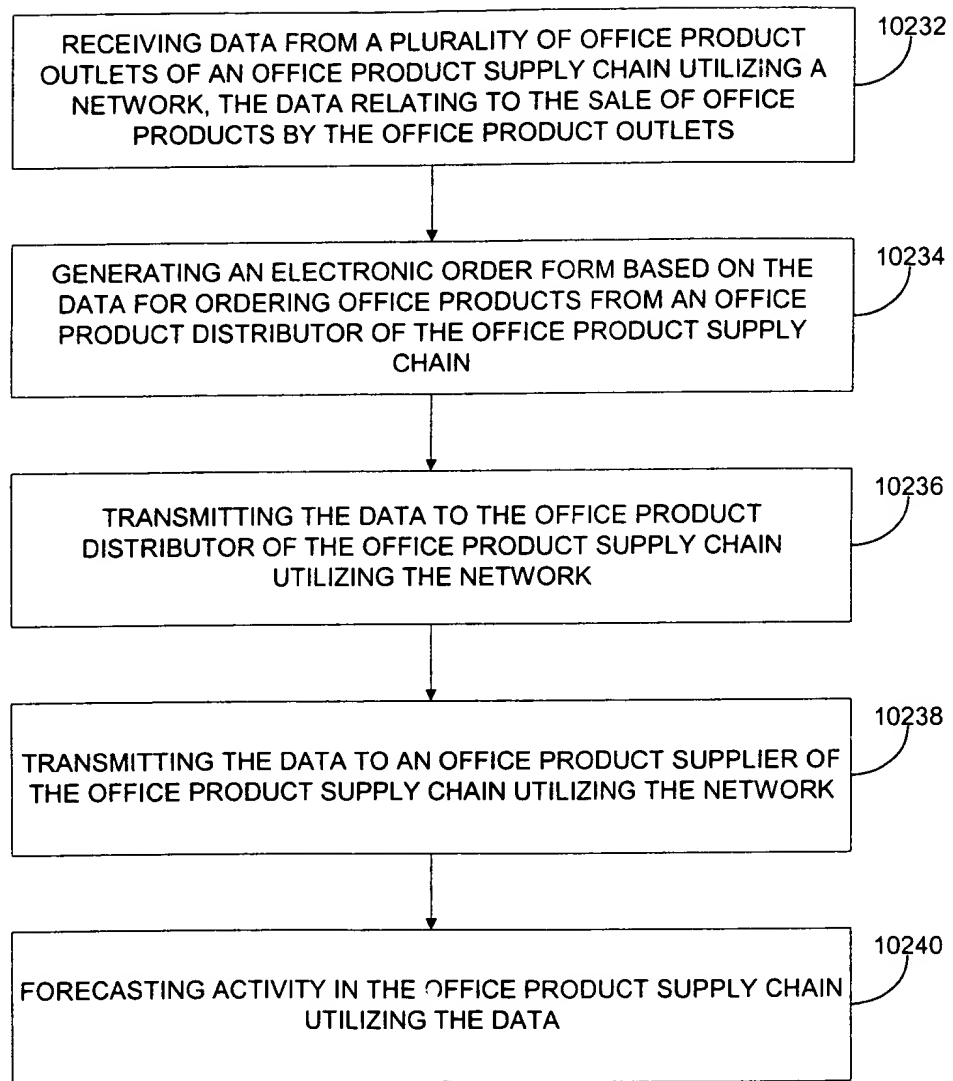 10232
RECEIVING DATA FROM A PLURALITY OF OFFICE PRODUCT
OUTLETS OF AN OFFICE PRODUCT SUPPLY CHAIN UTILIZING A
NETWORK, THE DATA RELATING TO THE SALE OF OFFICE
PRODUCTS BY THE OFFICE PRODUCT OUTLETS
10234
GENERATING AN ELECTRONIC ORDER FORM BASED ON THE
DATA FOR ORDERING OFFICE PRODUCTS FROM AN OFFICE
PRODUCT DISTRIBUTOR OF THE OFFICE PRODUCT SUPPLY
CHAIN
10236
TRANSMITTING THE DATA TO THE OFFICE PRODUCT
DISTRIBUTOR OF THE OFFICE PRODUCT SUPPLY CHAIN
UTILIZING THE NETWORK
10238
TRANSMITTING THE DATA TO AN OFFICE PRODUCT SUPPLIER OF
THE OFFICE PRODUCT SUPPLY CHAIN UTILIZING THE NETWORK
10240
FORECASTING ACTIVITY IN THE OFFICE PRODUCT SUPPLY CHAIN
UTILIZING THE DATA